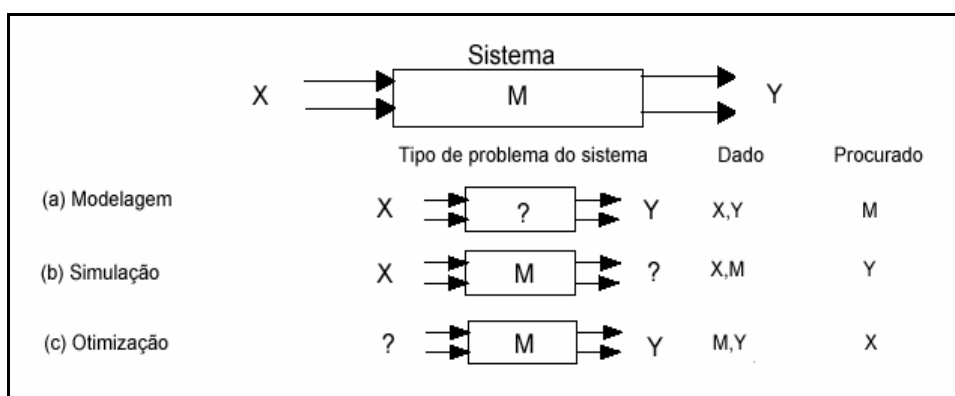 Sistema
X M Y
Tipo de problema do sistema Dado Procurado
(a) Modelagem X ? Y X,Y M
(b) Simulação X M ? X,M Y
(c) Otimização ? M Y M,Y X